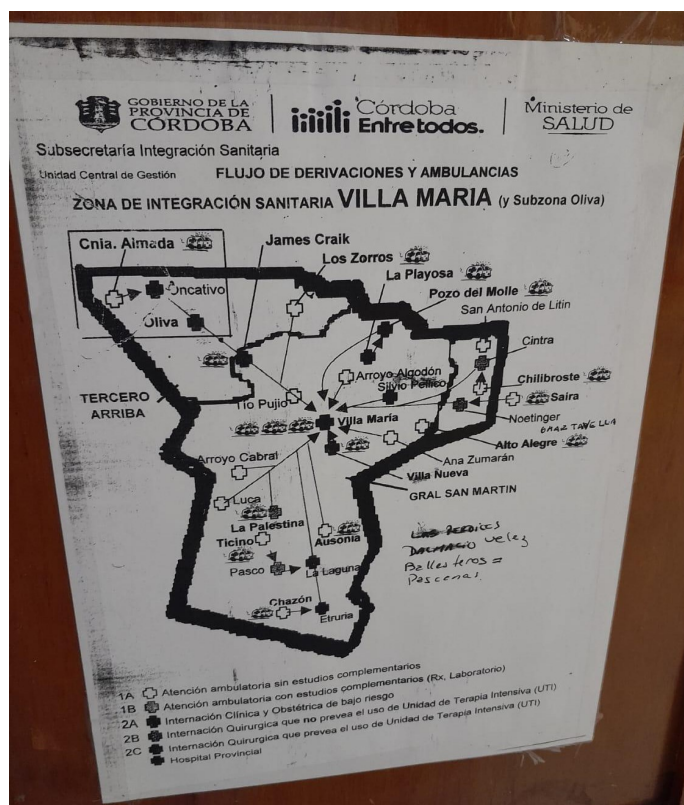 GOBIERNO DE LA
PROVINCIA DE
CÓRDOBA
Córdoba
Entre todos.
Ministerio de
SALUD
Subsecretaría Integración Sanitaria
Unidad Central de Gestión FLUJO DE DERIVACIONES Y AMBULANCIAS
ZONA DE INTEGRACIÓN SANITARIA VILLA MARIA (y Subzona Oliva)
Cnia. Almada
James Craik
Los Zorros
La Playosa
Pozo del Molle
San Antonio de Litin
Oncativo
Oliva
Cintra
Arroyo Algodón
Silvio Pellico
Chilibroste
Saira
TERCERO
ARRIBA
Tío Pujio
Villa María
Noetinger
Alto Alegre
Arroyo Cabral
Ana Zumarán
Villa Nueva
GRAL SAN MARTIN
Luca
La Palestina
Ticino
Ausonia
Pasco
La Laguna
Chazón
Etruria
Velez
Ballesteros =
Pascanas
1A Atención ambulatoria sin estudios complementarios
1B Atención ambulatoria con estudios complementarios (Rx, Laboratorio)
2A Internación Clínica y Obstétrica de bajo riesgo
2B Internación Quirurgica que no prevea el uso de Unidad de Terapia Intensiva (UTI)
2C Internación Quirurgica que prevea el uso de Unidad de Terapia Intensiva (UTI)
Hospital Provincial